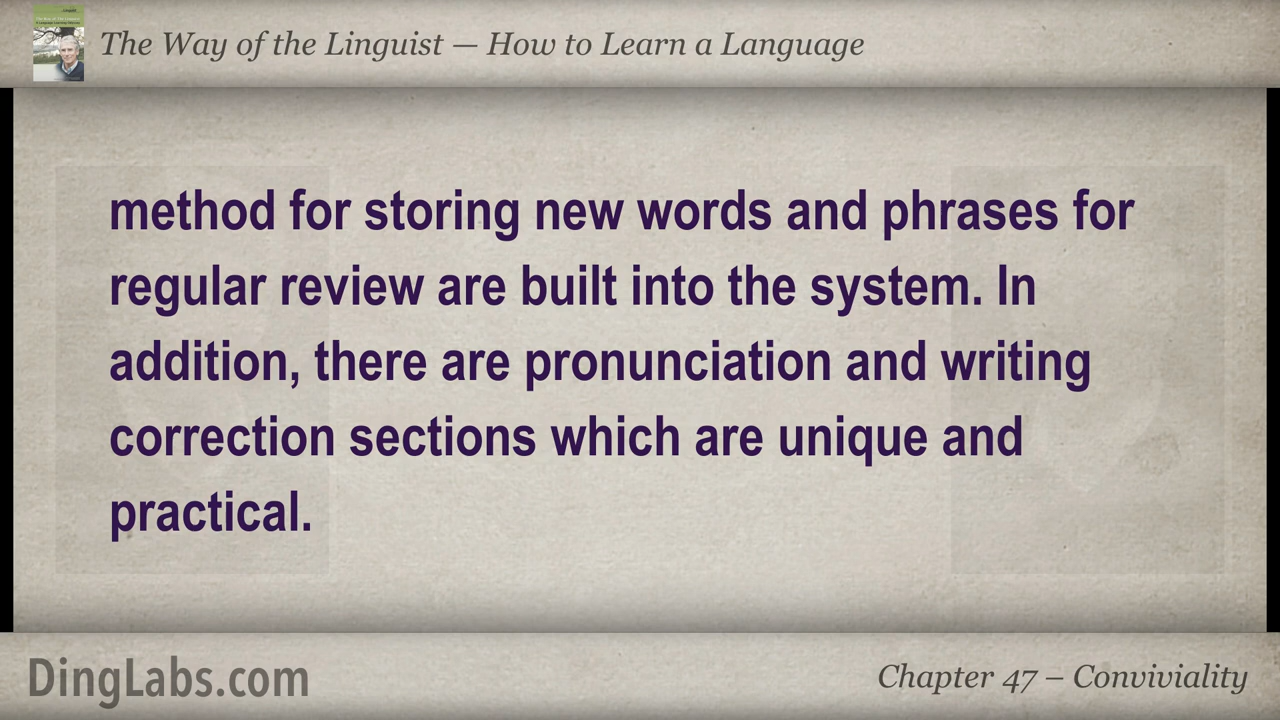 The Way of the Linguist — How to Learn a Language
method for storing new words and phrases for
regular review are built into the system. In
addition, there are pronunciation and writing
correction sections which are unique and
practical.
DingLabs.com
Chapter 47 – Conviviality